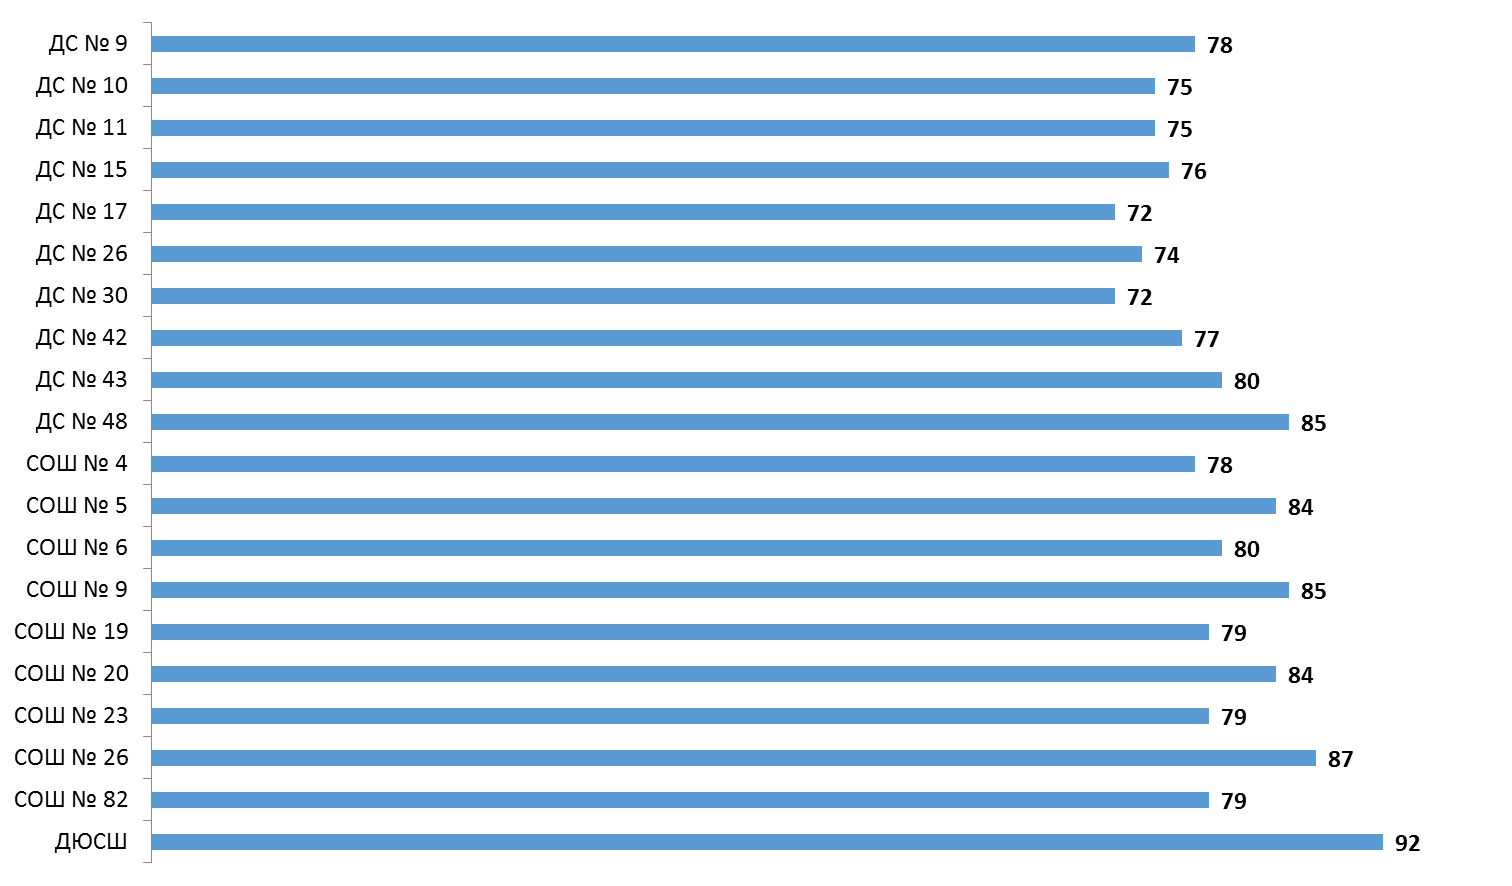 ДС № 9 78
ДС № 10 75
ДС № 11 75
ДС № 15 76
ДС № 17 72
ДС № 26 74
ДС № 30 72
ДС № 42 77
ДС № 43 80
ДС № 48 85
СОШ № 4 78
СОШ № 5 84
СОШ № 6 80
СОШ № 9 85
СОШ № 19 79
СОШ № 20 84
СОШ № 23 79
СОШ № 26 87
СОШ № 82 79
ДЮСШ 92